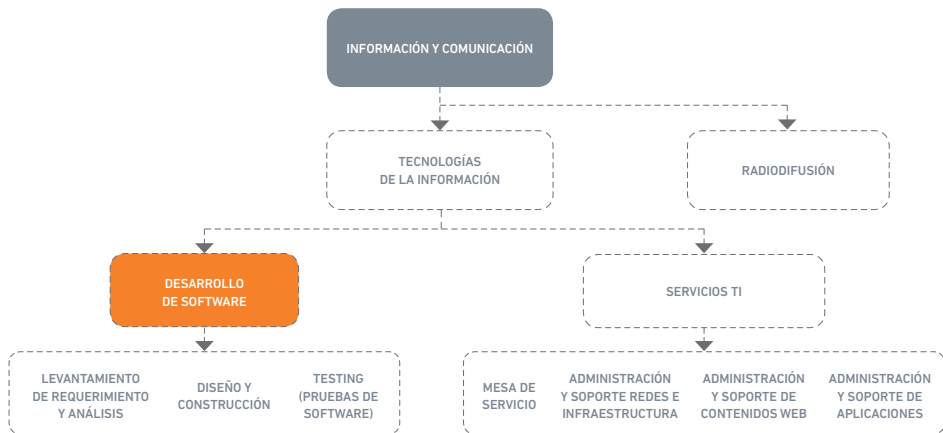 INFORMACIÓN Y COMUNICACIÓN
TECNOLOGÍAS
DE LA INFORMACIÓN
RADIODIFUSIÓN
DESARROLLO
DE SOFTWARE
SERVICIOS TI
LEVANTAMIENTO
DE REQUERIMIENTO
Y ANÁLISIS
DISEÑO Y
CONSTRUCCIÓN
TESTING
(PRUEBAS DE
SOFTWARE)
MESA DE
SERVICIO
ADMINISTRACIÓN
Y SOPORTE REDES E
INFRAESTRUCTURA
ADMINISTRACIÓN
Y SOPORTE DE
CONTENIDOS WEB
ADMINISTRACIÓN
Y SOPORTE DE
APLICACIONES